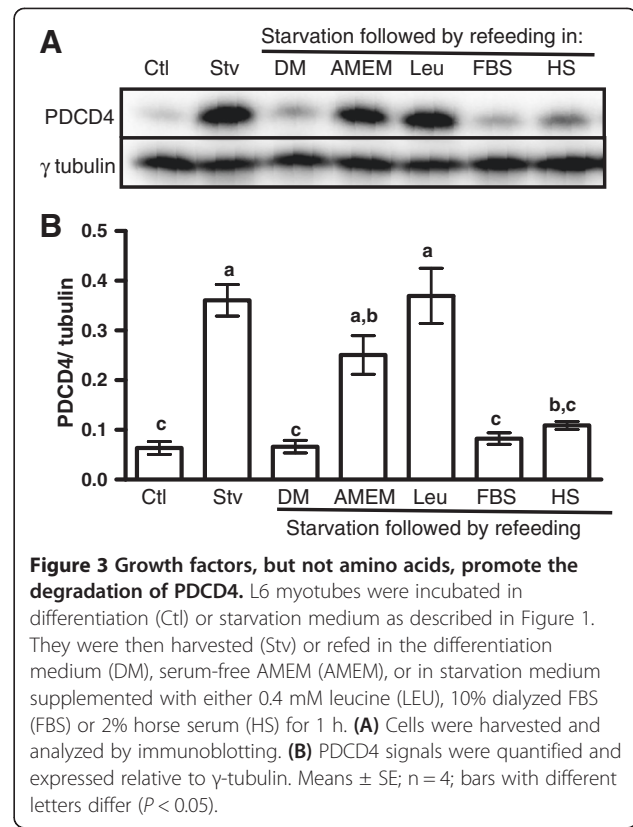 A
Starvation followed by refeeding in:
Ctl Stv DM AMEM Leu FBS HS
PDCD4
γ tubulin
B
PDCD4/ tubulin
0.5
0.4
0.3
0.2
0.1
0.0
c a c a,b a c b,c
Ctl Stv DM AMEM Leu FBS HS
Starvation followed by refeeding
Figure 3 Growth factors, but not amino acids, promote the
degradation of PDCD4. L6 myotubes were incubated in
differentiation (Ctl) or starvation medium as described in Figure 1.
They were then harvested (Stv) or refed in the differentiation
medium (DM), serum-free AMEM (AMEM), or in starvation medium
supplemented with either 0.4 mM leucine (LEU), 10% dialyzed FBS
(FBS) or 2% horse serum (HS) for 1 h. (A) Cells were harvested and
analyzed by immunoblotting. (B) PDCD4 signals were quantified and
expressed relative to γ-tubulin. Means ± SE; n = 4; bars with different
letters differ (P < 0.05).